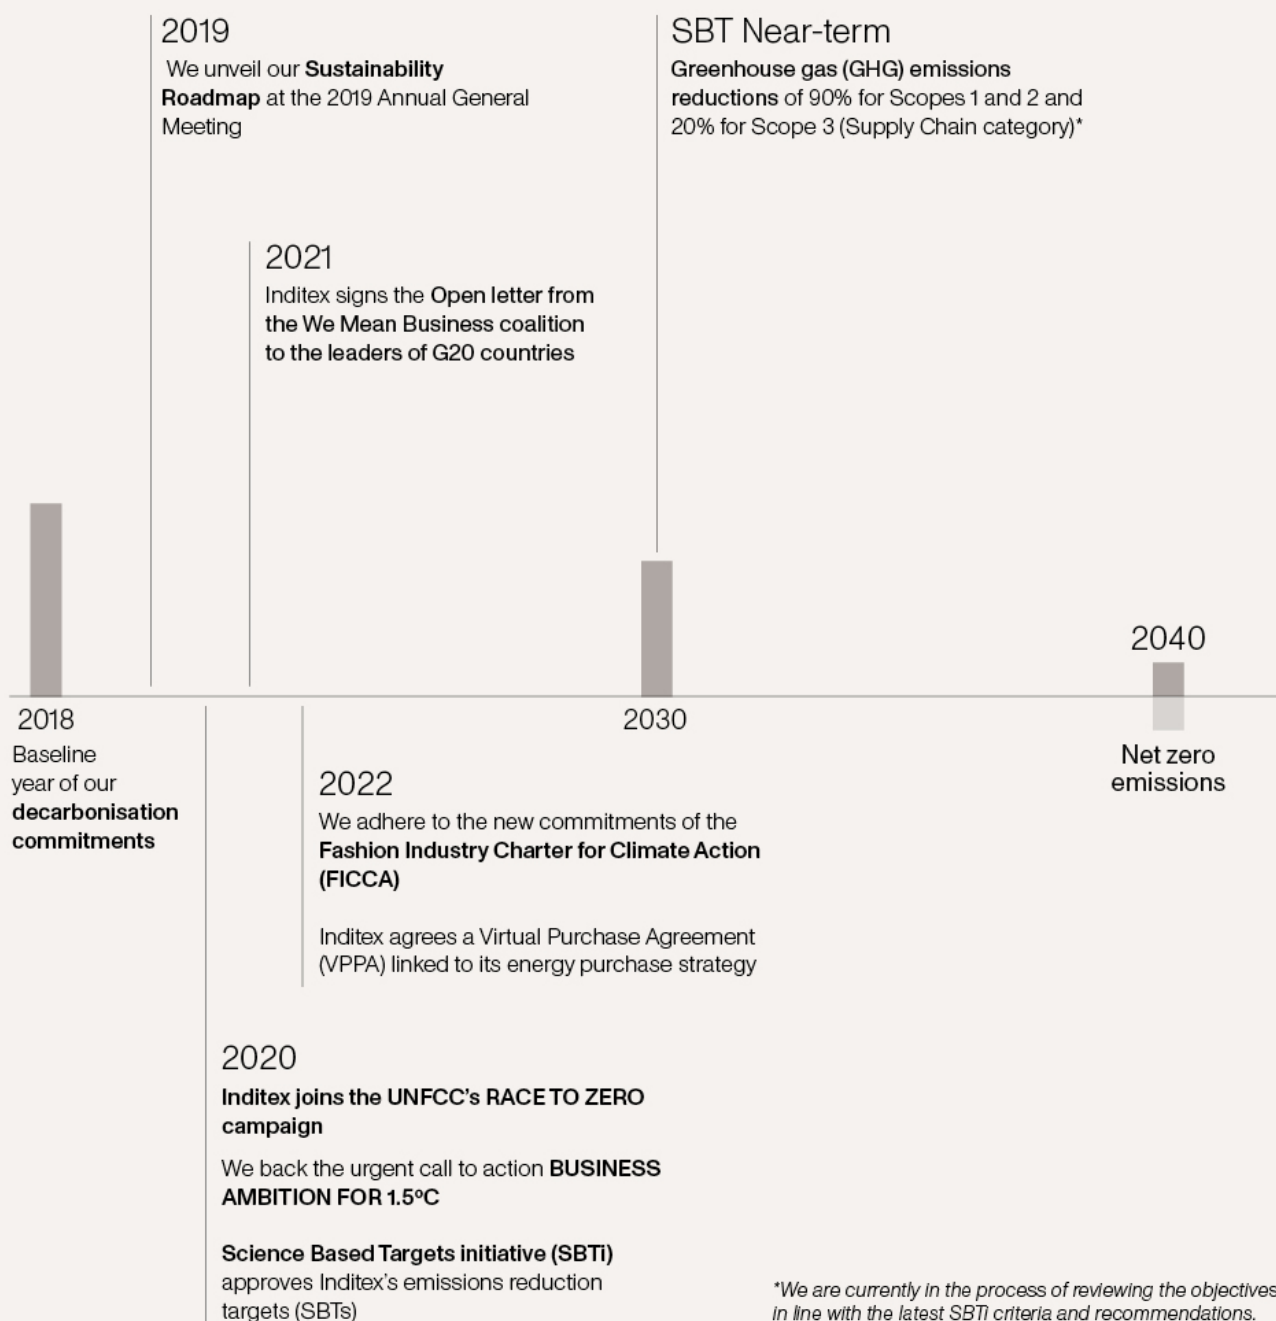 2019
We unveil our Sustainability
Roadmap at the 2019 Annual General
Meeting
SBT Near-term
Greenhouse gas (GHG) emissions
reductions of 90% for Scopes 1 and 2 and
20% for Scope 3 (Supply Chain category)*
2021
Inditex signs the Open letter from
the We Mean Business coalition
to the leaders of G20 countries
2018
Baseline
year of our
decarbonisation
commitments
2030
2040
Net zero
emissions
2022
We adhere to the new commitments of the
Fashion Industry Charter for Climate Action
(FICCA)
Inditex agrees a Virtual Purchase Agreement
(VPPA) linked to its energy purchase strategy
2020
Inditex joins the UNFCC's RACE TO ZERO
campaign
We back the urgent call to action BUSINESS
AMBITION FOR 1.5ºC
Science Based Targets initiative (SBTi)
approves Inditex's emissions reduction
targets (SBTs)
*We are currently in the process of reviewing the objectives
in line with the latest SBTi criteria and recommendations.